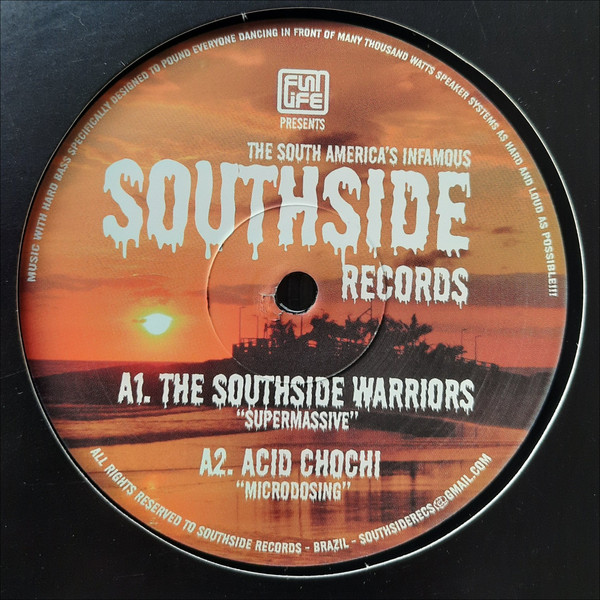 MUSIC WITH HARD BASS SPECIFICALLY DESIGNED TO POUND EVERYONE DANCING IN FRONT OF MANY THOUSAND WATTS SPEAKER SYSTEMS AS HARD AND LOUD AS POSSIBLE!!!
FLAT LIFE
PRESENTS
THE SOUTH AMERICA'S INFAMOUS
SOUTHSIDE
RECORDS
A1. THE SOUTHSIDE WARRIORS
"SUPERMASSIVE"
A2. ACID CHOCHI
"MICRODOSING"
ALL RIGHTS RESERVED TO SOUTHSIDE RECORDS - BRAZIL - SOUTHSIDERECS@GMAIL.COM